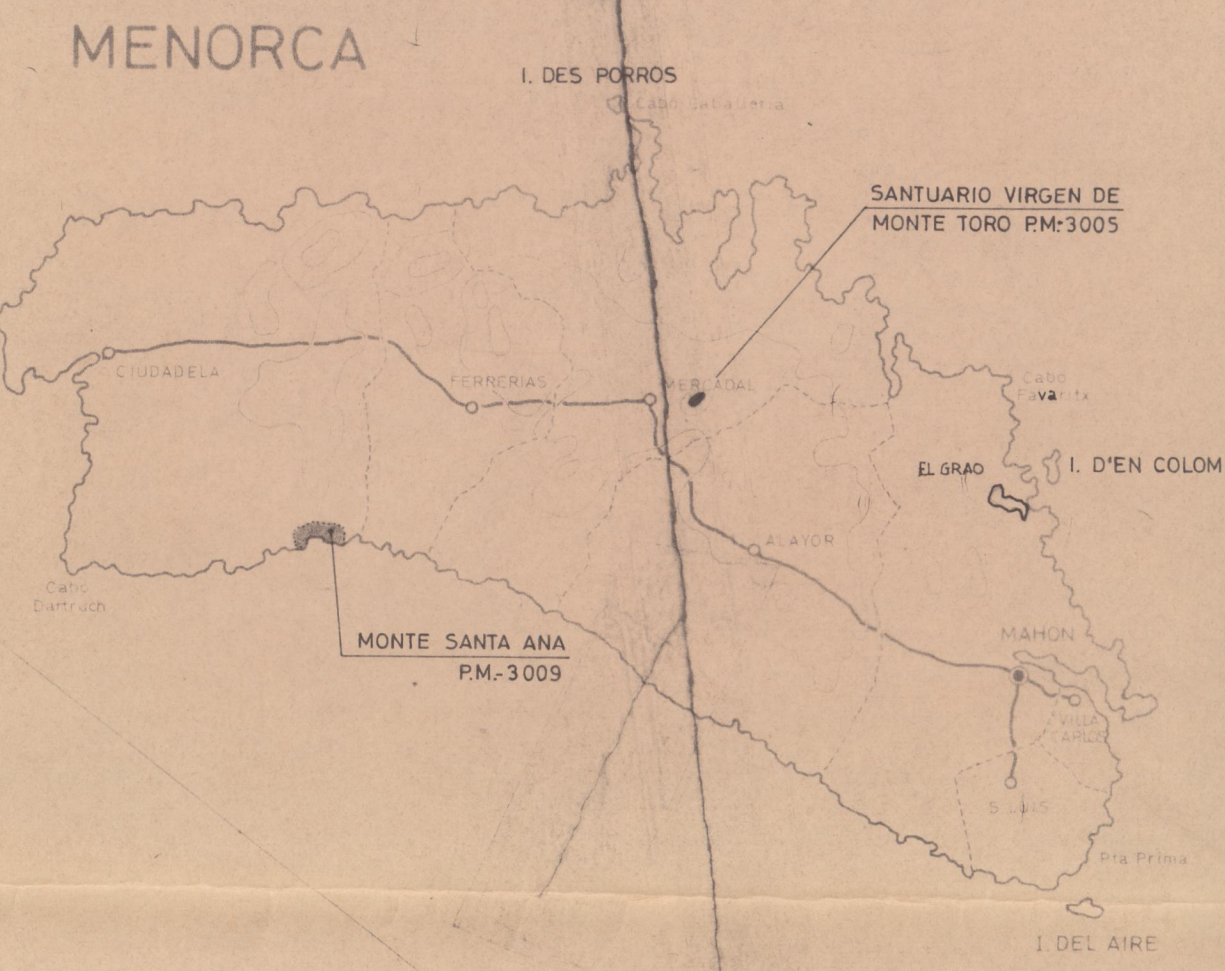 MENORCA
I. DES PORROS
Cabo Caballeria
SANTUARIO VIRGEN DE
MONTE TORO P.M.-3005
CIUDADELA
FERRERIAS
MERCADAL
Cabo
Favaritx
EL GRAO
I. D'EN COLOM
ALAYOR
Cabo
Dartruch
MONTE SANTA ANA
P.M.-3009
MAHON
VILLA
CARLOS
S LUIS
Pta Prima
I. DEL AIRE